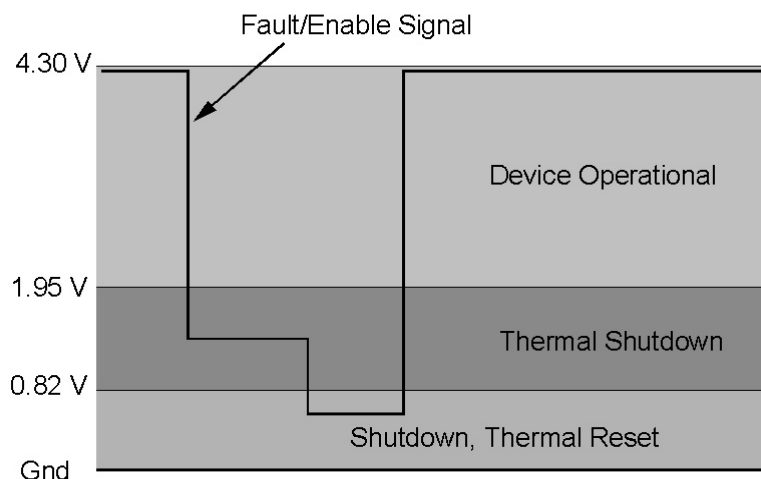 Fault/Enable Signal
4.30 V
Device Operational
1.95 V
Thermal Shutdown
0.82 V
Shutdown, Thermal Reset
Gnd